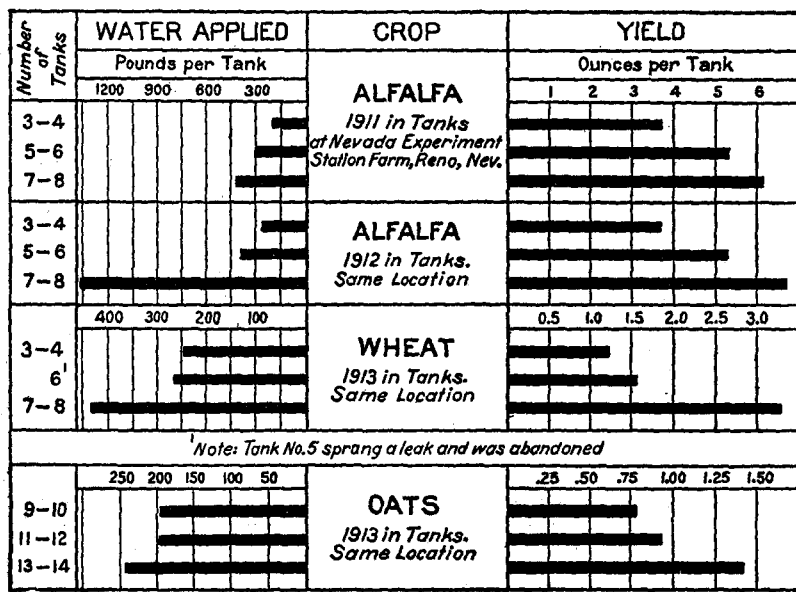 Number of Tanks
WATER APPLIED CROP YIELD
Pounds per Tank Ounces per Tank
1200 900 600 300 1 2 3 4 5 6
ALFALFA
3-4 1911 in Tanks
at Nevada Experiment
5-6 Station Farm, Reno, Nev.
7-8
3-4 ALFALFA
5-6 1912 in Tanks.
7-8 Same Location
400 300 200 100 0.5 1.0 1.5 2.0 2.5 3.0
3-4 WHEAT
6¹ 1913 in Tanks.
Same Location
7-8
¹Note: Tank No.5 sprang a leak and was abandoned
250 200 150 100 50 .25 .50 .75 1.00 1.25 1.50
9-10 OATS
11-12 1913 in Tanks.
Same Location
13-14